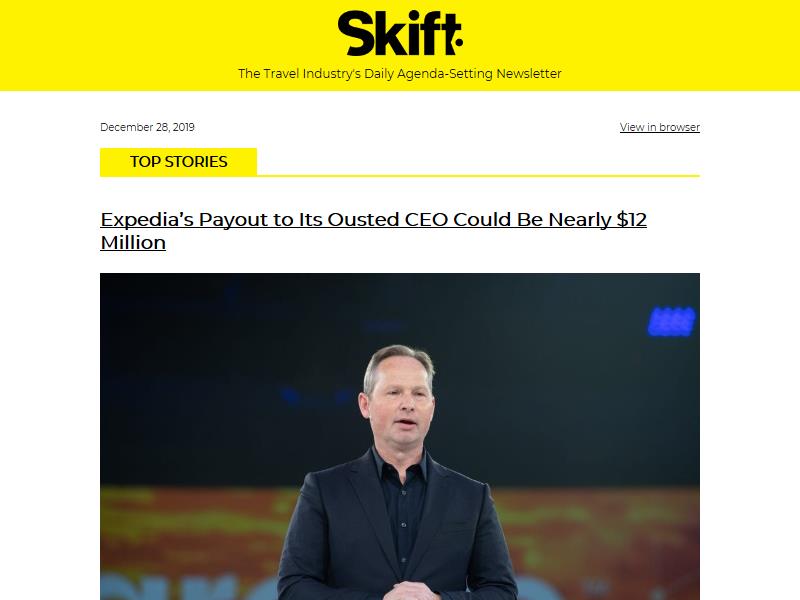 Skift
The Travel Industry's Daily Agenda-Setting Newsletter
December 28, 2019
View in browser
TOP STORIES
Expedia’s Payout to Its Ousted CEO Could Be Nearly $12
Million